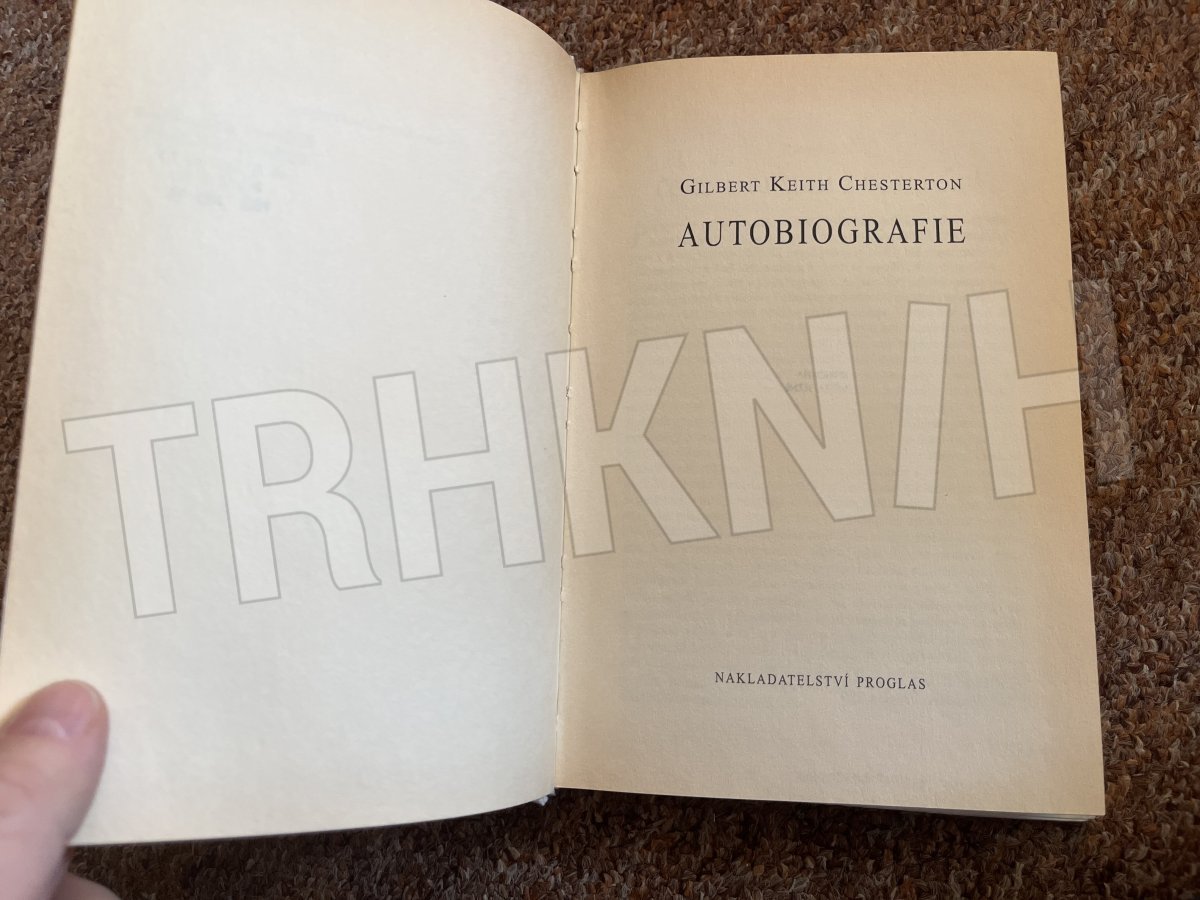 GILBERT KEITH CHESTERTON
AUTOBIOGRAFIE
TRHKNIH
NAKLADATELSTVÍ PROGLAS